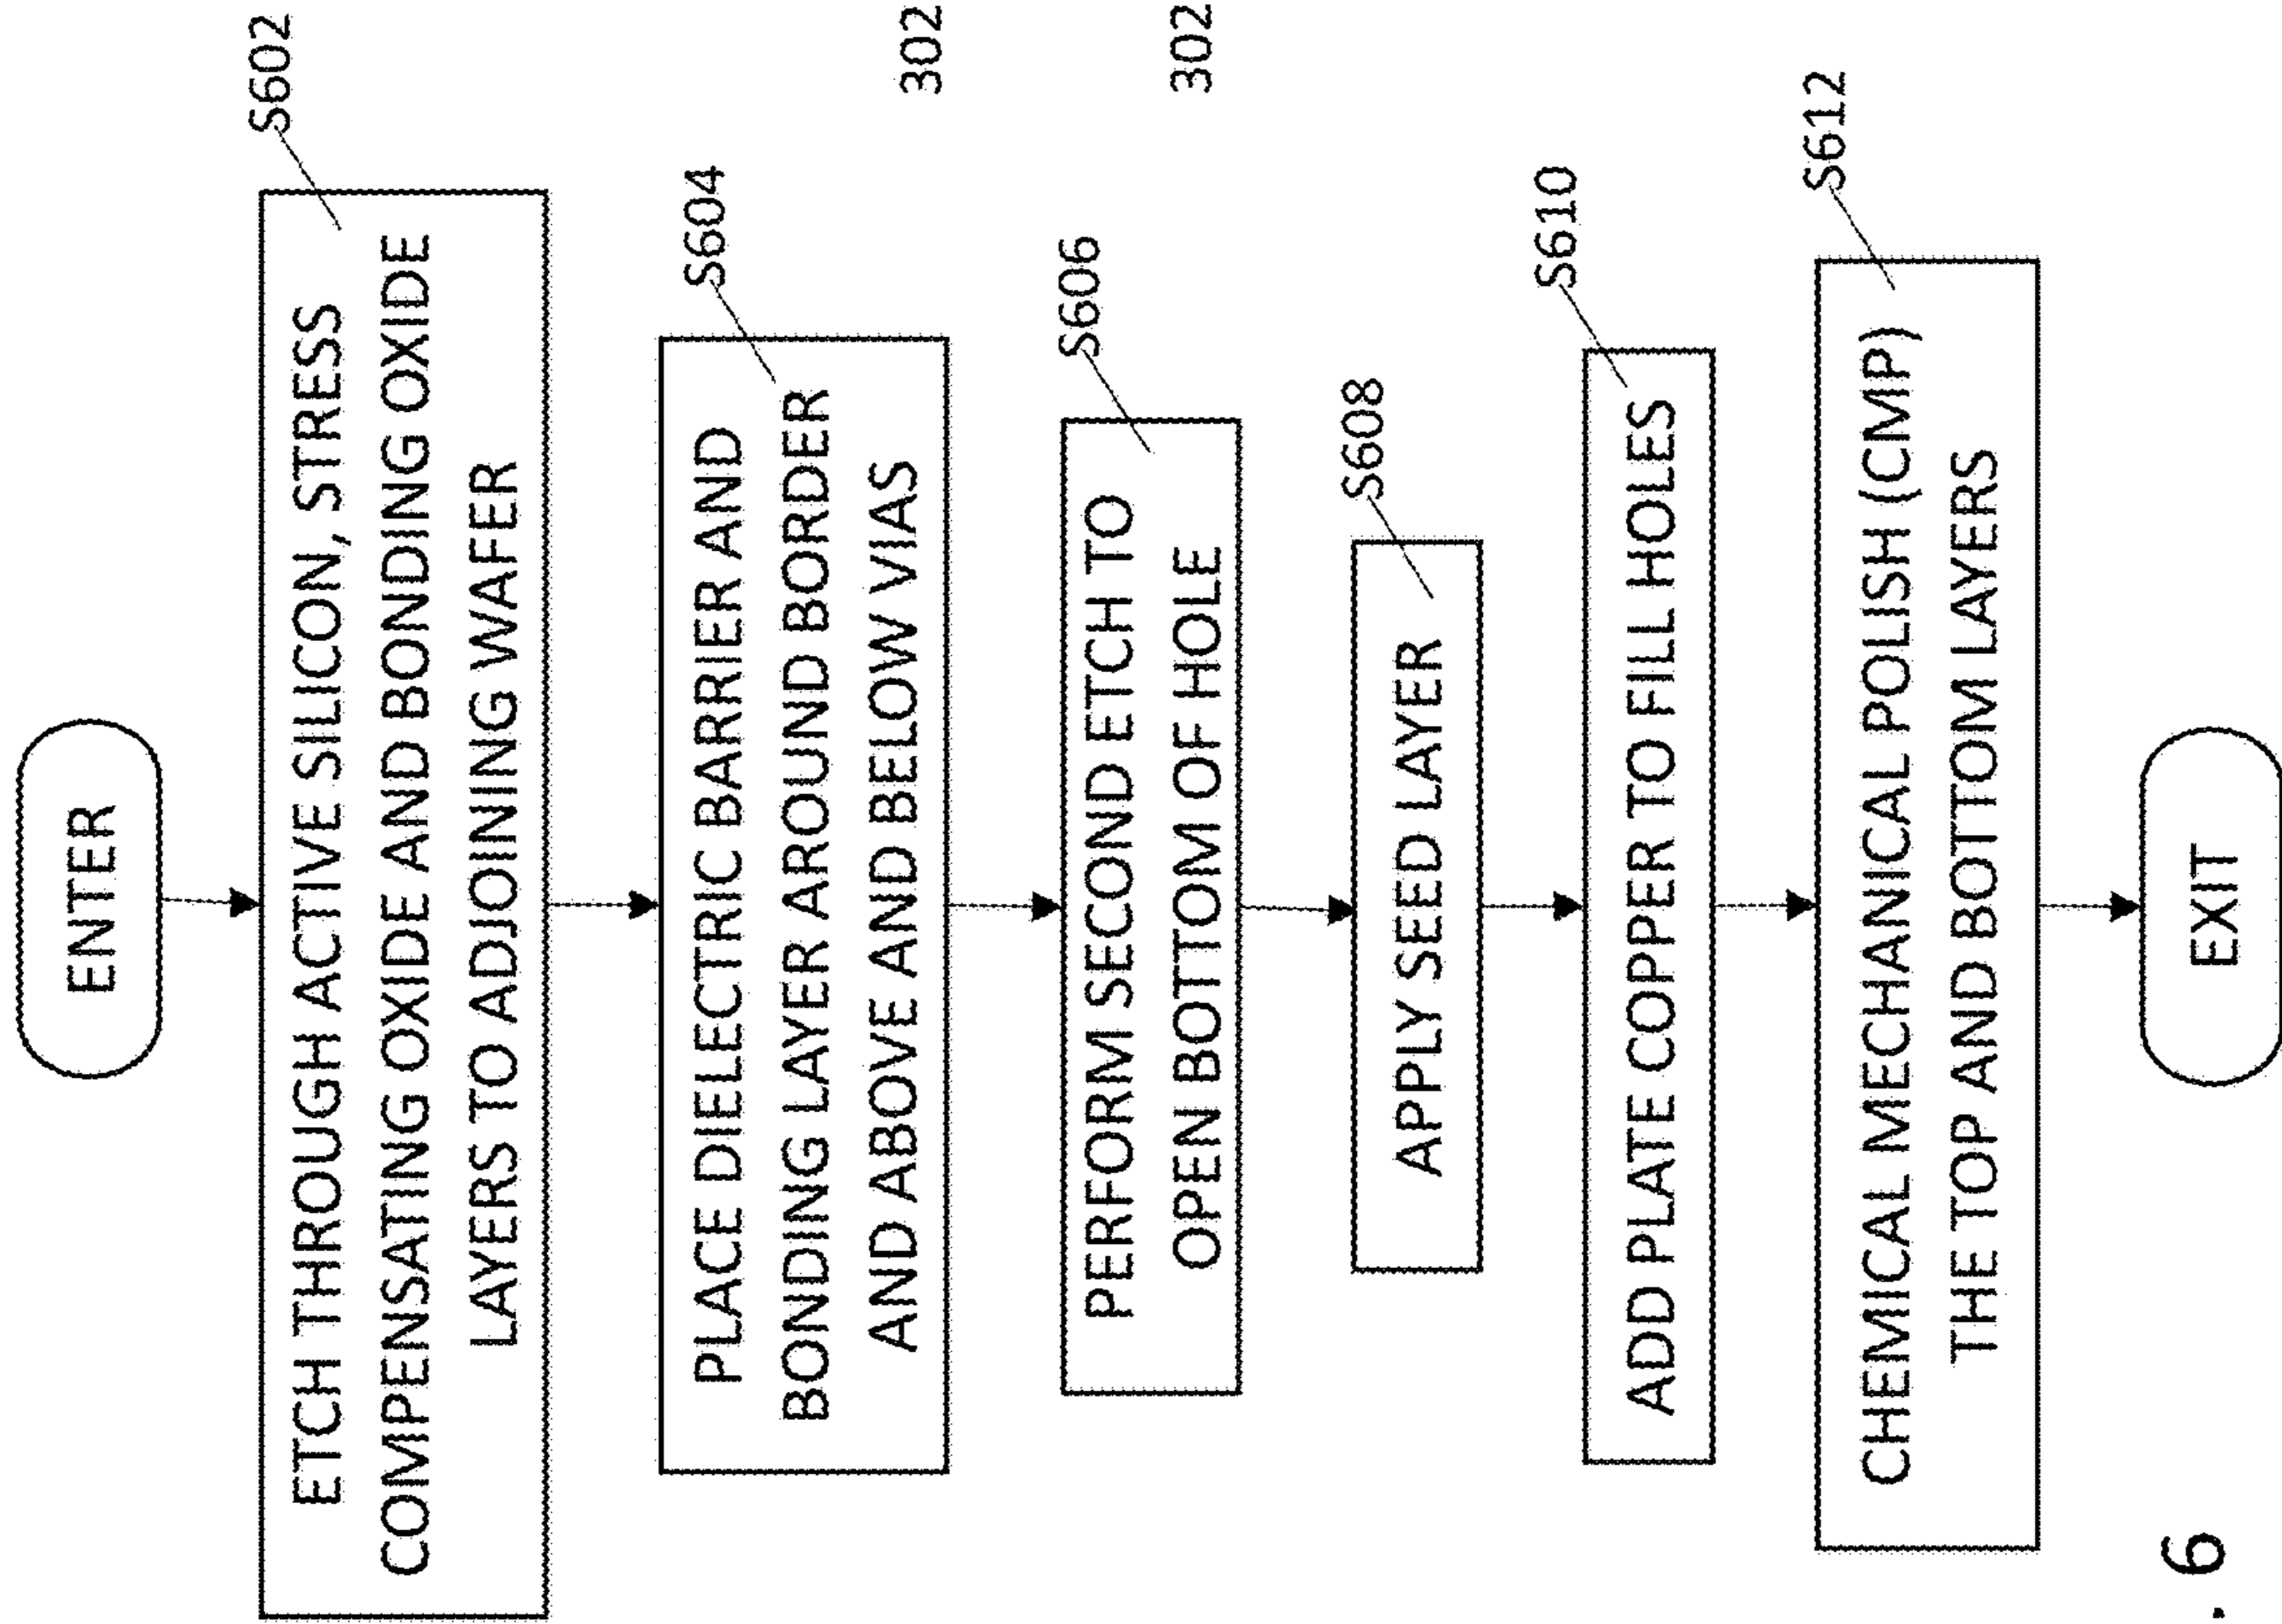 ENTER
ETCH THROUGH ACTIVE SILICON, STRESS
COMPENSATING OXIDE AND BONDING OXIDE
LAYERS TO ADJOINING WAFER
S602
PLACE DIELECTRIC BARRIER AND
BONDING LAYER AROUND BORDER
AND ABOVE AND BELOW VIAS
S604
302
PERFORM SECOND ETCH TO
OPEN BOTTOM OF HOLE
S606
302
APPLY SEED LAYER
S608
ADD PLATE COPPER TO FILL HOLES
S610
CHEMICAL MECHANICAL POLISH (CMP)
THE TOP AND BOTTOM LAYERS
S612
EXIT
. 6